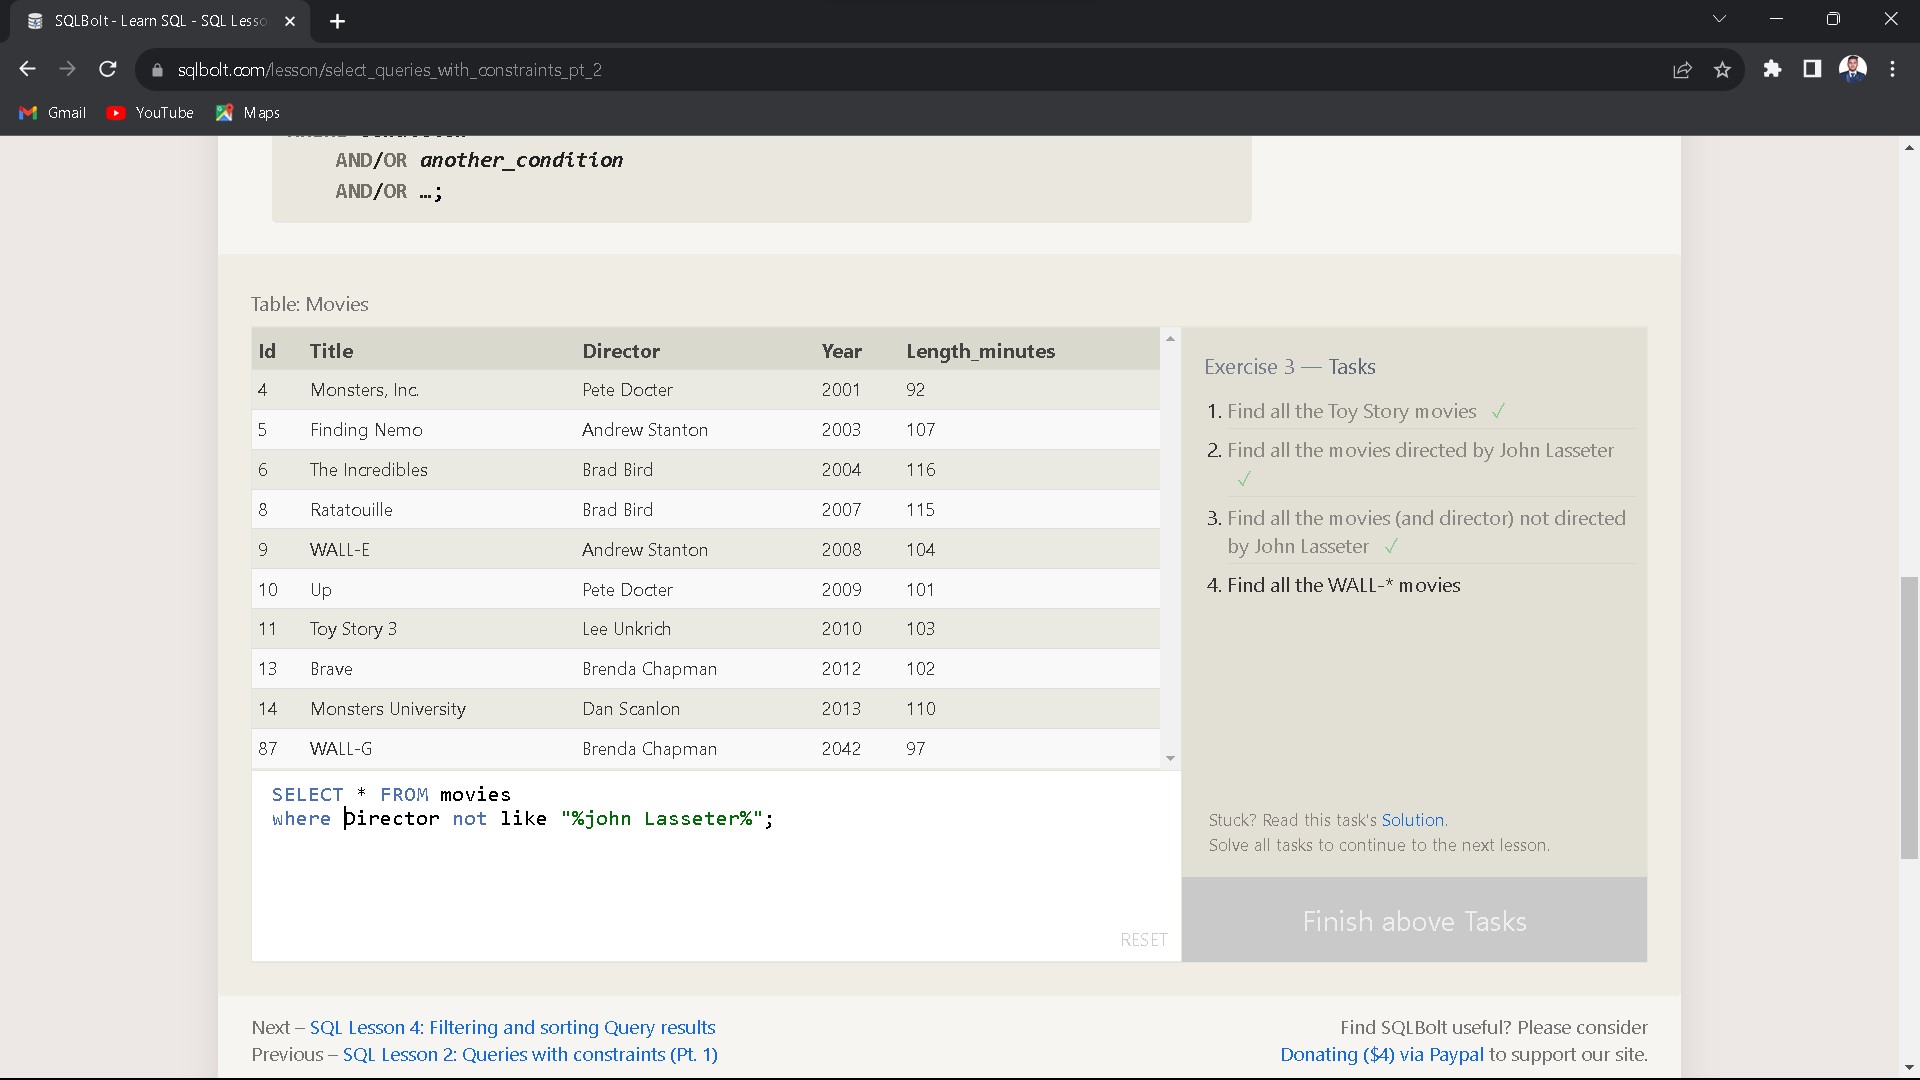 SQLBolt - Learn SQL - SQL Lesso
sqlbolt.com/lesson/select_queries_with_constraints_pt_2
Gmail YouTube Maps
AND/OR another_condition
AND/OR …;
Table: Movies
Id Title Director Year Length_minutes
4 Monsters, Inc. Pete Docter 2001 92
5 Finding Nemo Andrew Stanton 2003 107
6 The Incredibles Brad Bird 2004 116
8 Ratatouille Brad Bird 2007 115
9 WALL-E Andrew Stanton 2008 104
10 Up Pete Docter 2009 101
11 Toy Story 3 Lee Unkrich 2010 103
13 Brave Brenda Chapman 2012 102
14 Monsters University Dan Scanlon 2013 110
87 WALL-G Brenda Chapman 2042 97
SELECT * FROM movies
where Director not like "%john Lasseter%";
RESET
Exercise 3 — Tasks
1. Find all the Toy Story movies ✓
2. Find all the movies directed by John Lasseter
✓
3. Find all the movies (and director) not directed
by John Lasseter ✓
4. Find all the WALL-* movies
Stuck? Read this task's Solution.
Solve all tasks to continue to the next lesson.
Finish above Tasks
Next – SQL Lesson 4: Filtering and sorting Query results
Previous – SQL Lesson 2: Queries with constraints (Pt. 1)
Find SQLBolt useful? Please consider
Donating ($4) via Paypal to support our site.